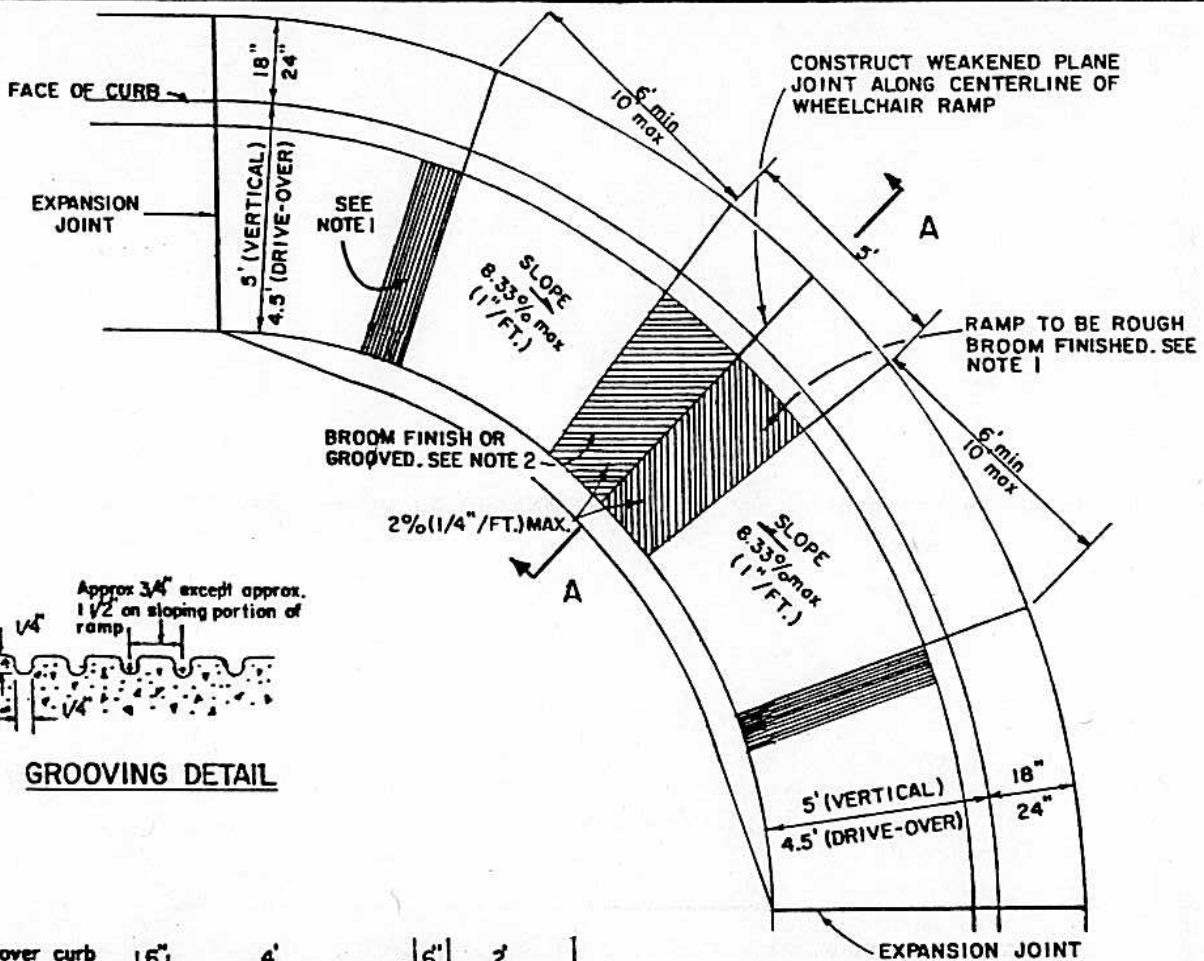 18"
24"
FACE OF CURB
5' (VERTICAL)
4.5' (DRIVE-OVER)
EXPANSION
JOINT
SEE
NOTE 1
SLOPE
8.33% max
(1"/FT.)
6' min
10' max
CONSTRUCT WEAKENED PLANE
JOINT ALONG CENTERLINE OF
WHEELCHAIR RAMP
A
5'
RAMP TO BE ROUGH
BROOM FINISHED. SEE
NOTE 1
6' min
10' max
BROOM FINISH OR
GROOVED. SEE NOTE 2
2% (1/4"/FT.) MAX.
A
SLOPE
8.33% max
(1"/FT.)
Approx 3/4" except approx.
1 1/2" on sloping portion of
ramp
1/4"
1/4"
GROOVING DETAIL
5' (VERTICAL)
4.5' (DRIVE-OVER)
18"
24"
EXPANSION JOINT
over curb
4'
6"
2'